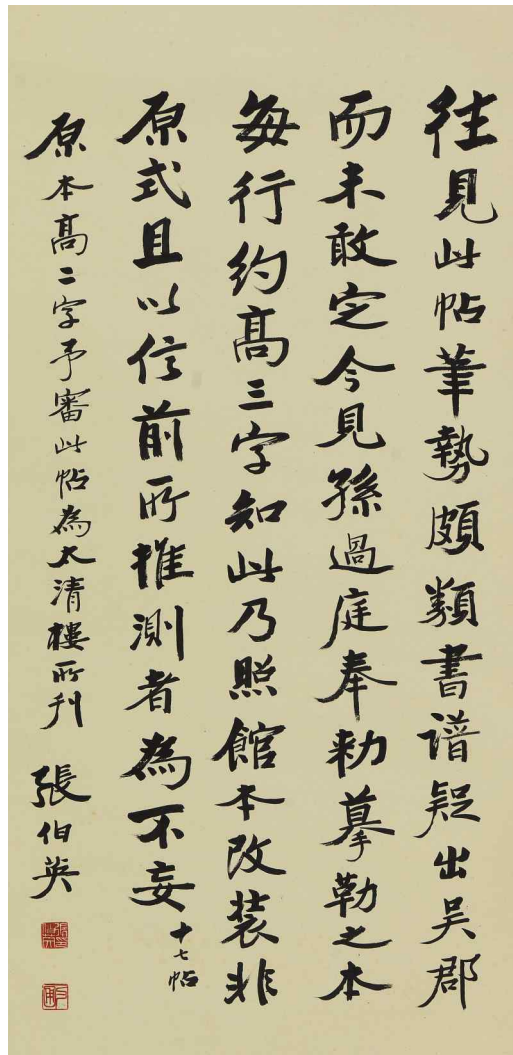 往見此帖筆勢頗類書譜疑出吳郡
而未敢定今見孫過庭奉勑摹勒之本
每行約高三字知此乃照館本改裝非
原式且以信前所推測者為不妄
十七帖
原本高二字予審此帖為太清樓所刊
張伯英